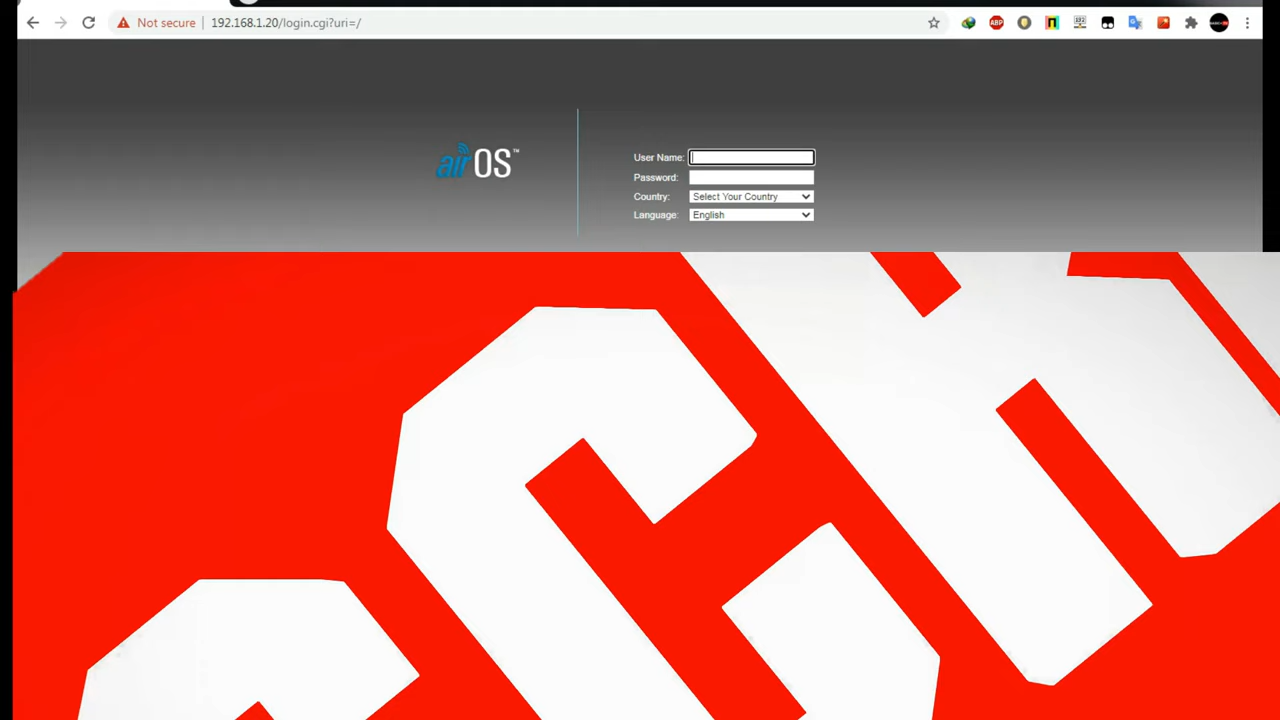 Not secure 192.168.1.20/login.cgi?uri=/
airOS™
User Name:
Password:
Country: Select Your Country
Language: English